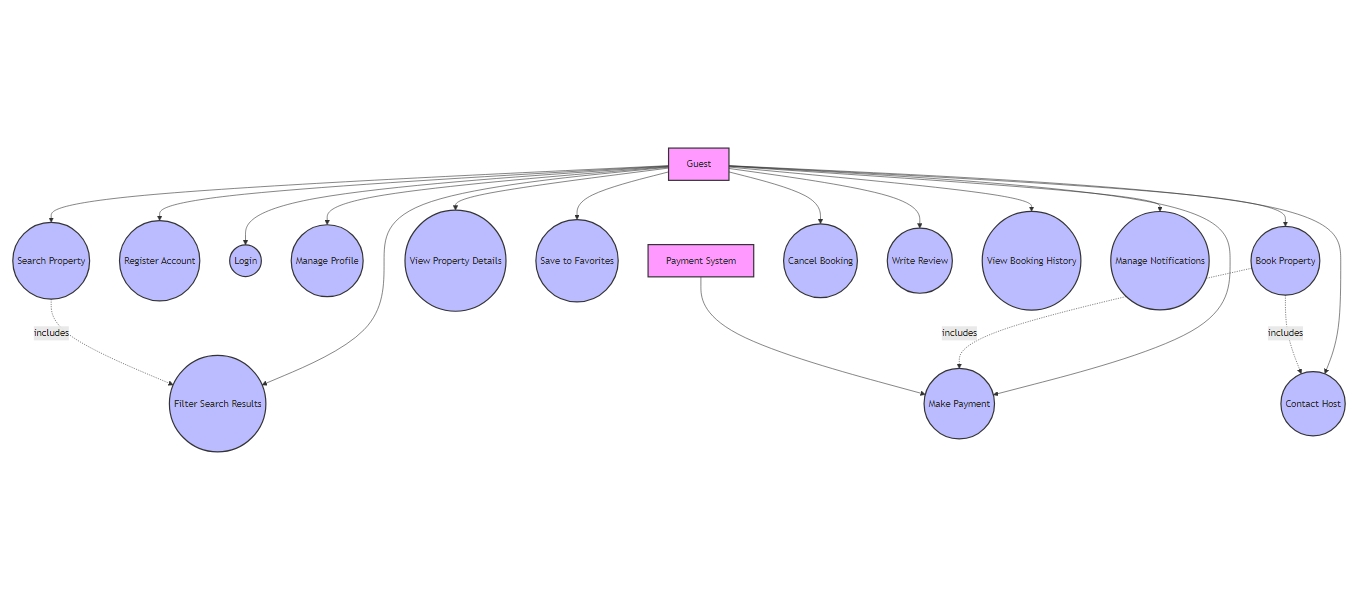 Guest
Search Property
Register Account
Login
Manage Profile
View Property Details
Save to Favorites
Payment System
Cancel Booking
Write Review
View Booking History
Manage Notifications
Book Property
includes
includes
includes
Filter Search Results
Make Payment
Contact Host